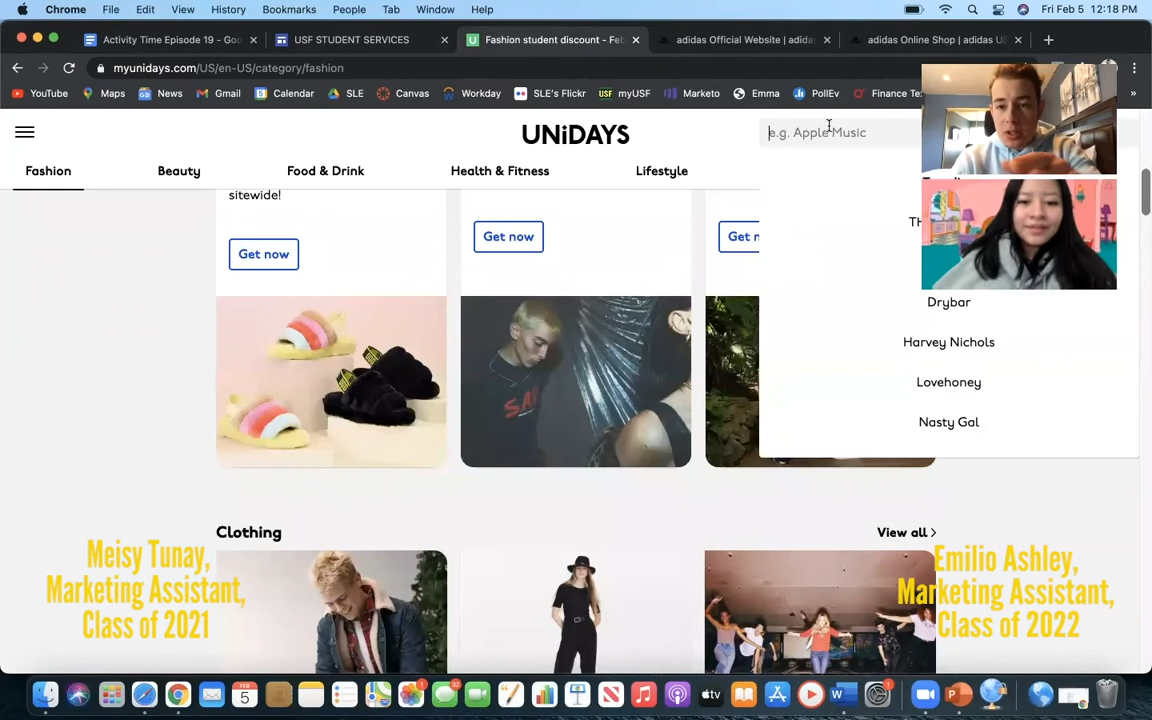 Chrome File Edit View History Bookmarks People Tab Window Help Fri Feb 5 12:18 PM
Activity Time Episode 19 - Goo
USF STUDENT SERVICES
Fashion student discount - Feb
adidas Official Website | adida
adidas Online Shop | adidas US
myunidays.com/US/en-US/category/fashion
YouTube Maps News Gmail Calendar SLE Canvas Workday SLE's Flickr myUSF Marketo Emma PollEv Finance Te
UNiDAYS
e.g. Apple Music
Fashion Beauty Food & Drink Health & Fitness Lifestyle
sitewide!
Get now
Get now
Get n
Th
Drybar
Harvey Nichols
Lovehoney
Nasty Gal
Clothing
View all >
Meisy Tunay,
Marketing Assistant,
Class of 2021
Emilio Ashley,
Marketing Assistant,
Class of 2022